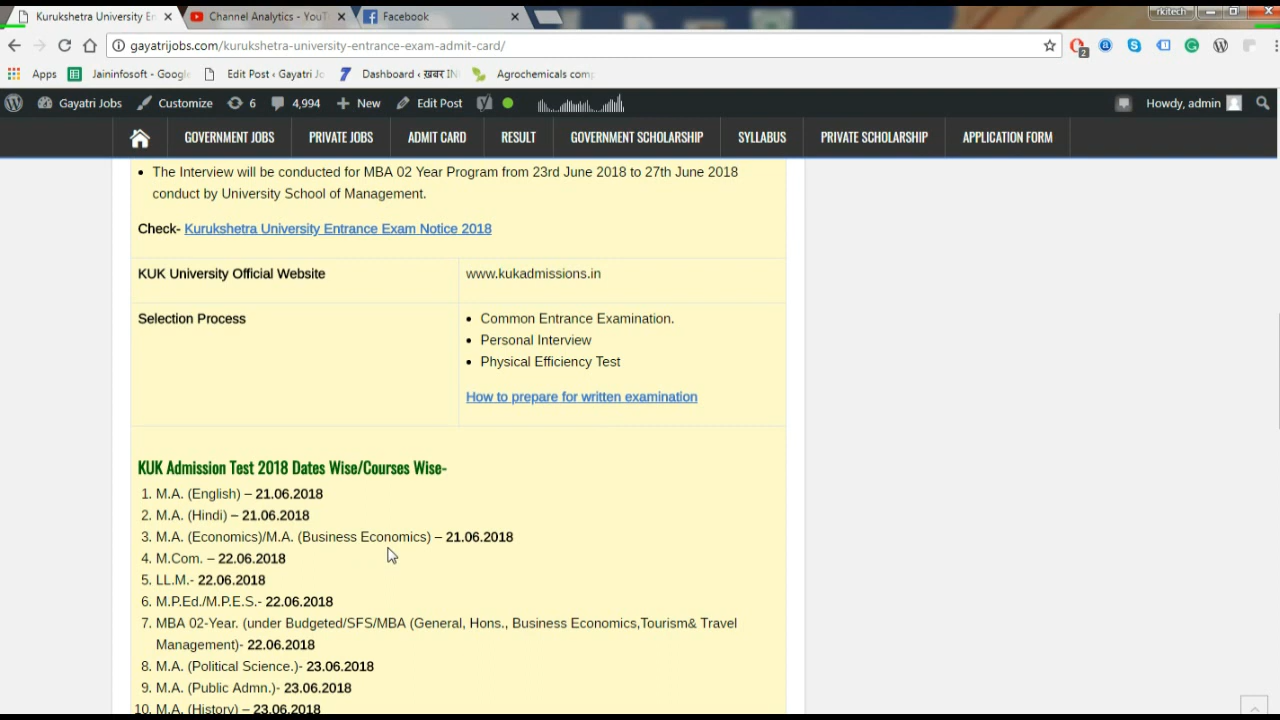 Kurukshetra University En
Channel Analytics - YouT
Facebook
rkitech
gayatrijobs.com/kurukshetra-university-entrance-exam-admit-card/
2
Apps
Jaininfosoft - Google
Edit Post ‹ Gayatri Jo
Dashboard ‹ ख़बर IN
Agrochemicals com
Gayatri Jobs
Customize
6
4,994
New
Edit Post
Howdy, admin
GOVERNMENT JOBS
PRIVATE JOBS
ADMIT CARD
RESULT
GOVERNMENT SCHOLARSHIP
SYLLABUS
PRIVATE SCHOLARSHIP
APPLICATION FORM
• The Interview will be conducted for MBA 02 Year Program from 23rd June 2018 to 27th June 2018
conduct by University School of Management.
Check- Kurukshetra University Entrance Exam Notice 2018
KUK University Official Website
www.kukadmissions.in
Selection Process
• Common Entrance Examination.
• Personal Interview
• Physical Efficiency Test
How to prepare for written examination
KUK Admission Test 2018 Dates Wise/Courses Wise-
1. M.A. (English) – 21.06.2018
2. M.A. (Hindi) – 21.06.2018
3. M.A. (Economics)/M.A. (Business Economics) – 21.06.2018
4. M.Com. – 22.06.2018
5. LL.M.- 22.06.2018
6. M.P.Ed./M.P.E.S.- 22.06.2018
7. MBA 02-Year. (under Budgeted/SFS/MBA (General, Hons., Business Economics,Tourism& Travel
Management)- 22.06.2018
8. M.A. (Political Science.)- 23.06.2018
9. M.A. (Public Admn.)- 23.06.2018
10. M.A. (History) – 23.06.2018